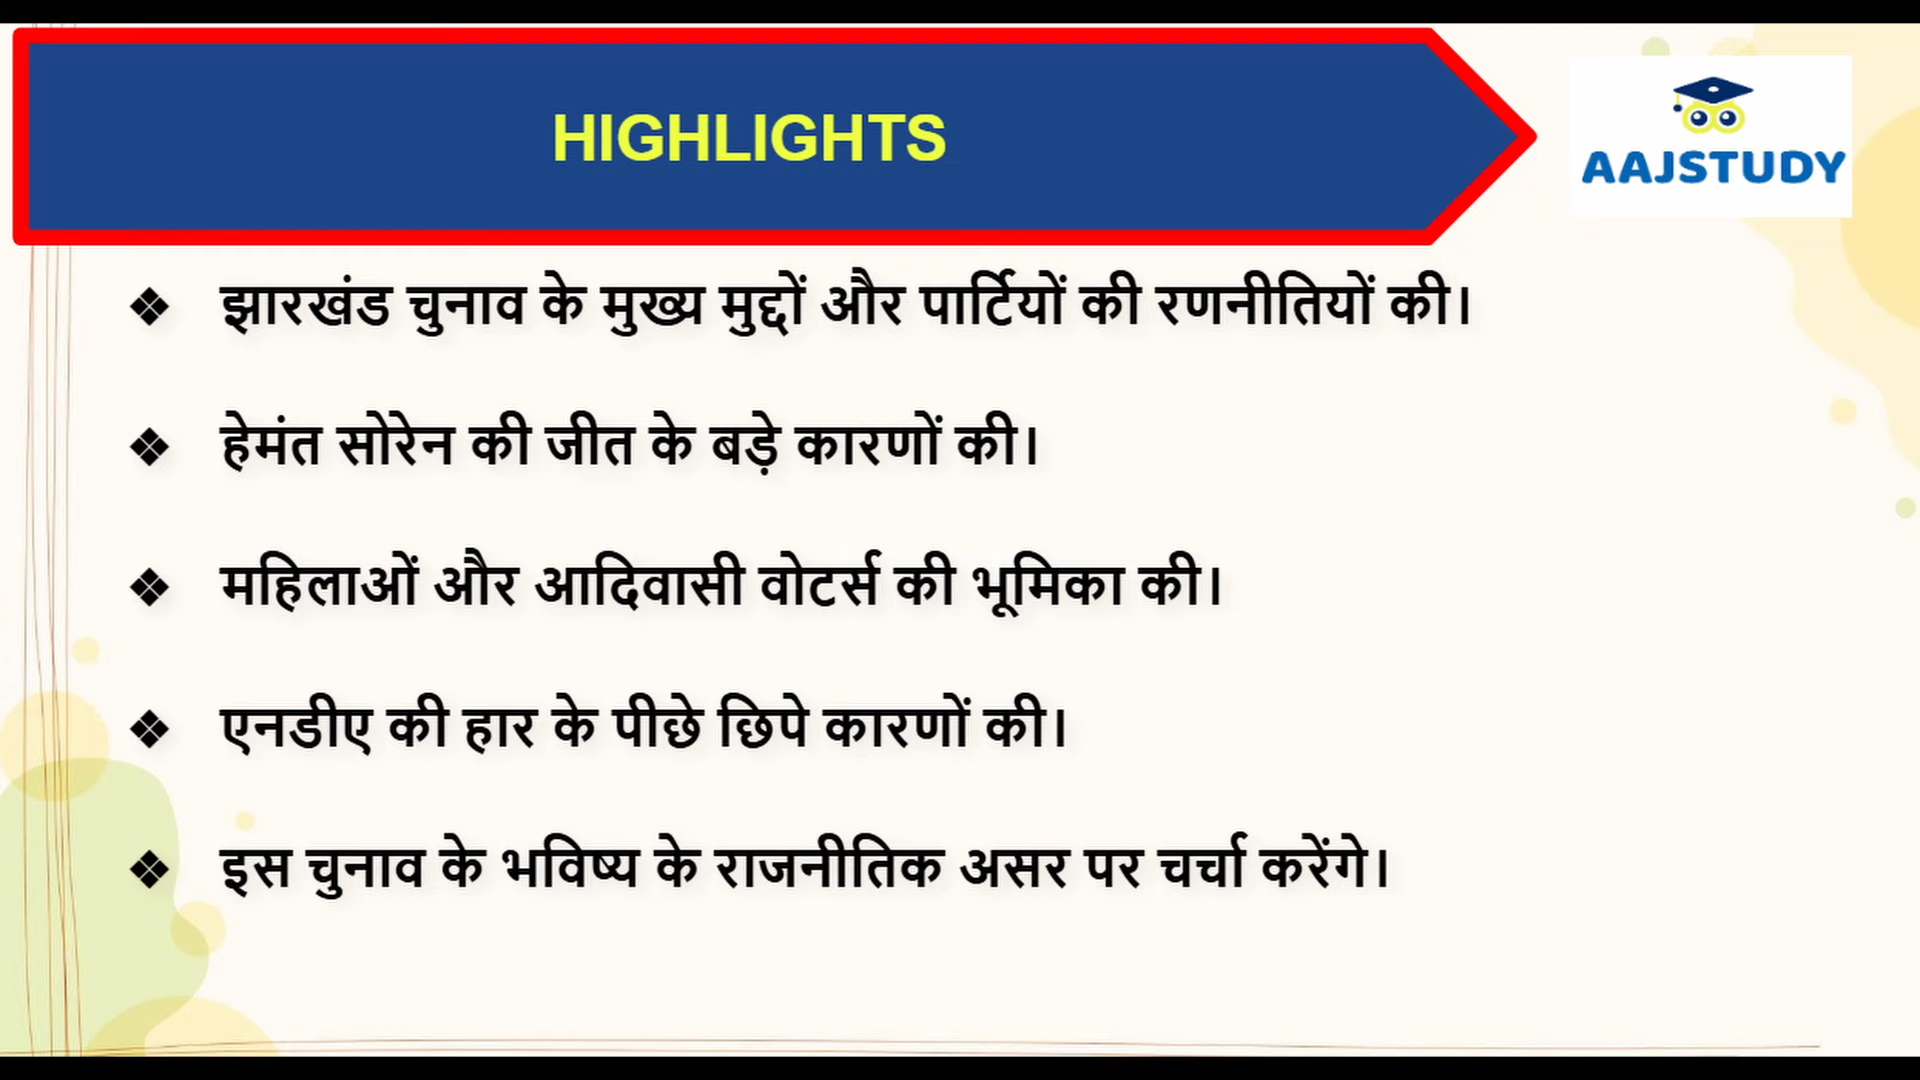 HIGHLIGHTS
AAJSTUDY
❖ झारखंड चुनाव के मुख्य मुद्दों और पार्टियों की रणनीतियों की।
❖ हेमंत सोरेन की जीत के बड़े कारणों की।
❖ महिलाओं और आदिवासी वोटर्स की भूमिका की।
❖ एनडीए की हार के पीछे छिपे कारणों की।
❖ इस चुनाव के भविष्य के राजनीतिक असर पर चर्चा करेंगे।